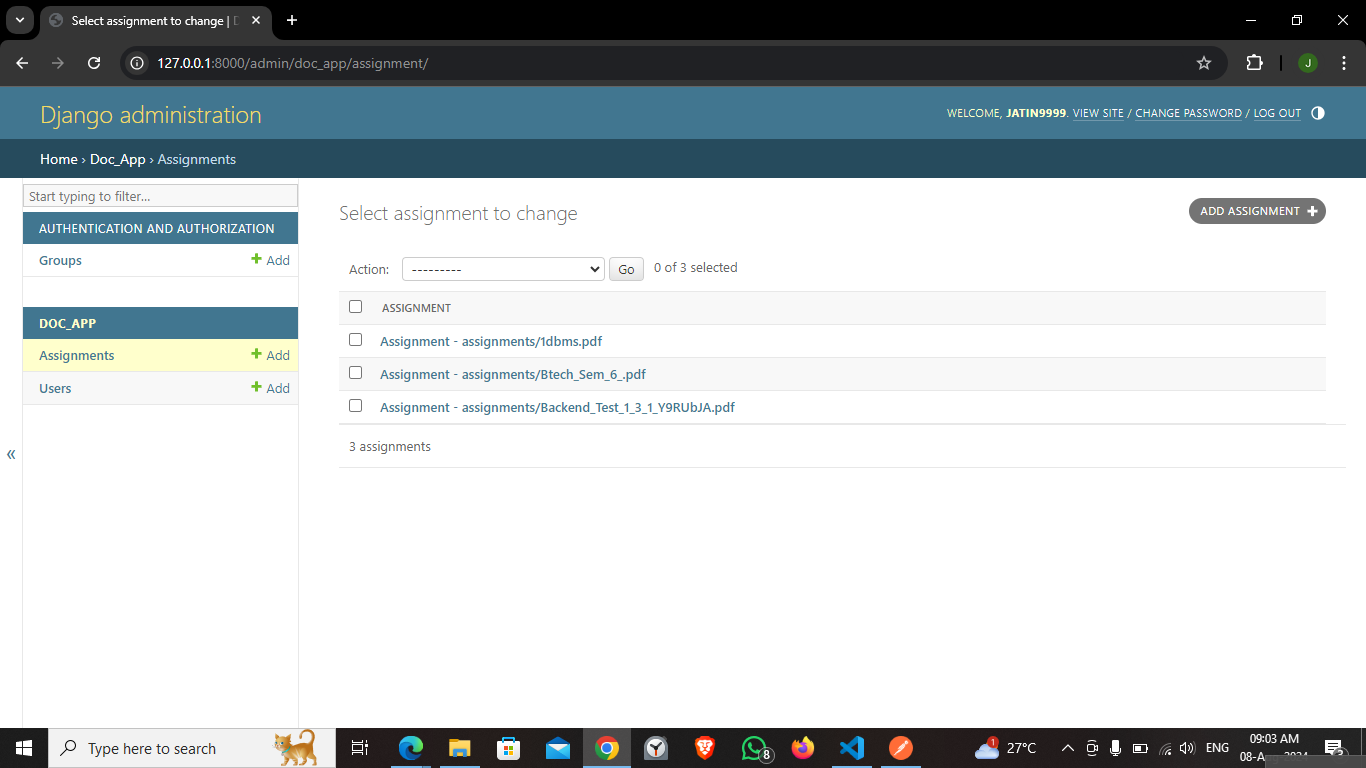 Select assignment to change | D
127.0.0.1:8000/admin/doc_app/assignment/
J
Django administration
WELCOME, JATIN9999. VIEW SITE / CHANGE PASSWORD / LOG OUT
Home › Doc_App › Assignments
Start typing to filter...
AUTHENTICATION AND AUTHORIZATION
Groups + Add
DOC_APP
Assignments + Add
Users + Add
«
Select assignment to change
ADD ASSIGNMENT +
Action: --------- Go 0 of 3 selected
ASSIGNMENT
Assignment - assignments/1dbms.pdf
Assignment - assignments/Btech_Sem_6_.pdf
Assignment - assignments/Backend_Test_1_3_1_Y9RUbJA.pdf
3 assignments
Type here to search
8
1
27°C
ENG
09:03 AM
3